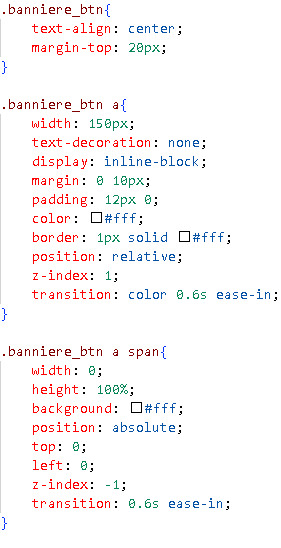 .banniere_btn{
text-align: center;
margin-top: 20px;
}
.banniere_btn a{
width: 150px;
text-decoration: none;
display: inline-block;
margin: 0 10px;
padding: 12px 0;
color: #fff;
border: 1px solid #fff;
position: relative;
z-index: 1;
transition: color 0.6s ease-in;
}
.banniere_btn a span{
width: 0;
height: 100%;
background: #fff;
position: absolute;
top: 0;
left: 0;
z-index: -1;
transition: 0.6s ease-in;
}